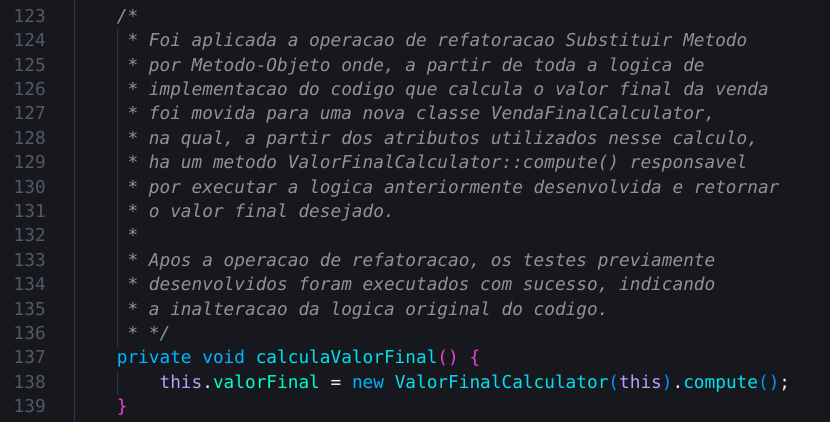 123 /*
124 * Foi aplicada a operacao de refatoracao Substituir Metodo
125 * por Metodo-Objeto onde, a partir de toda a logica de
126 * implementacao do codigo que calcula o valor final da venda
127 * foi movida para uma nova classe VendaFinalCalculator,
128 * na qual, a partir dos atributos utilizados nesse calculo,
129 * ha um metodo ValorFinalCalculator::compute() responsavel
130 * por executar a logica anteriormente desenvolvida e retornar
131 * o valor final desejado.
132 *
133 * Apos a operacao de refatoracao, os testes previamente
134 * desenvolvidos foram executados com sucesso, indicando
135 * a inalteracao da logica original do codigo.
136 * */
137 private void calculaValorFinal() {
138 this.valorFinal = new ValorFinalCalculator(this).compute();
139 }